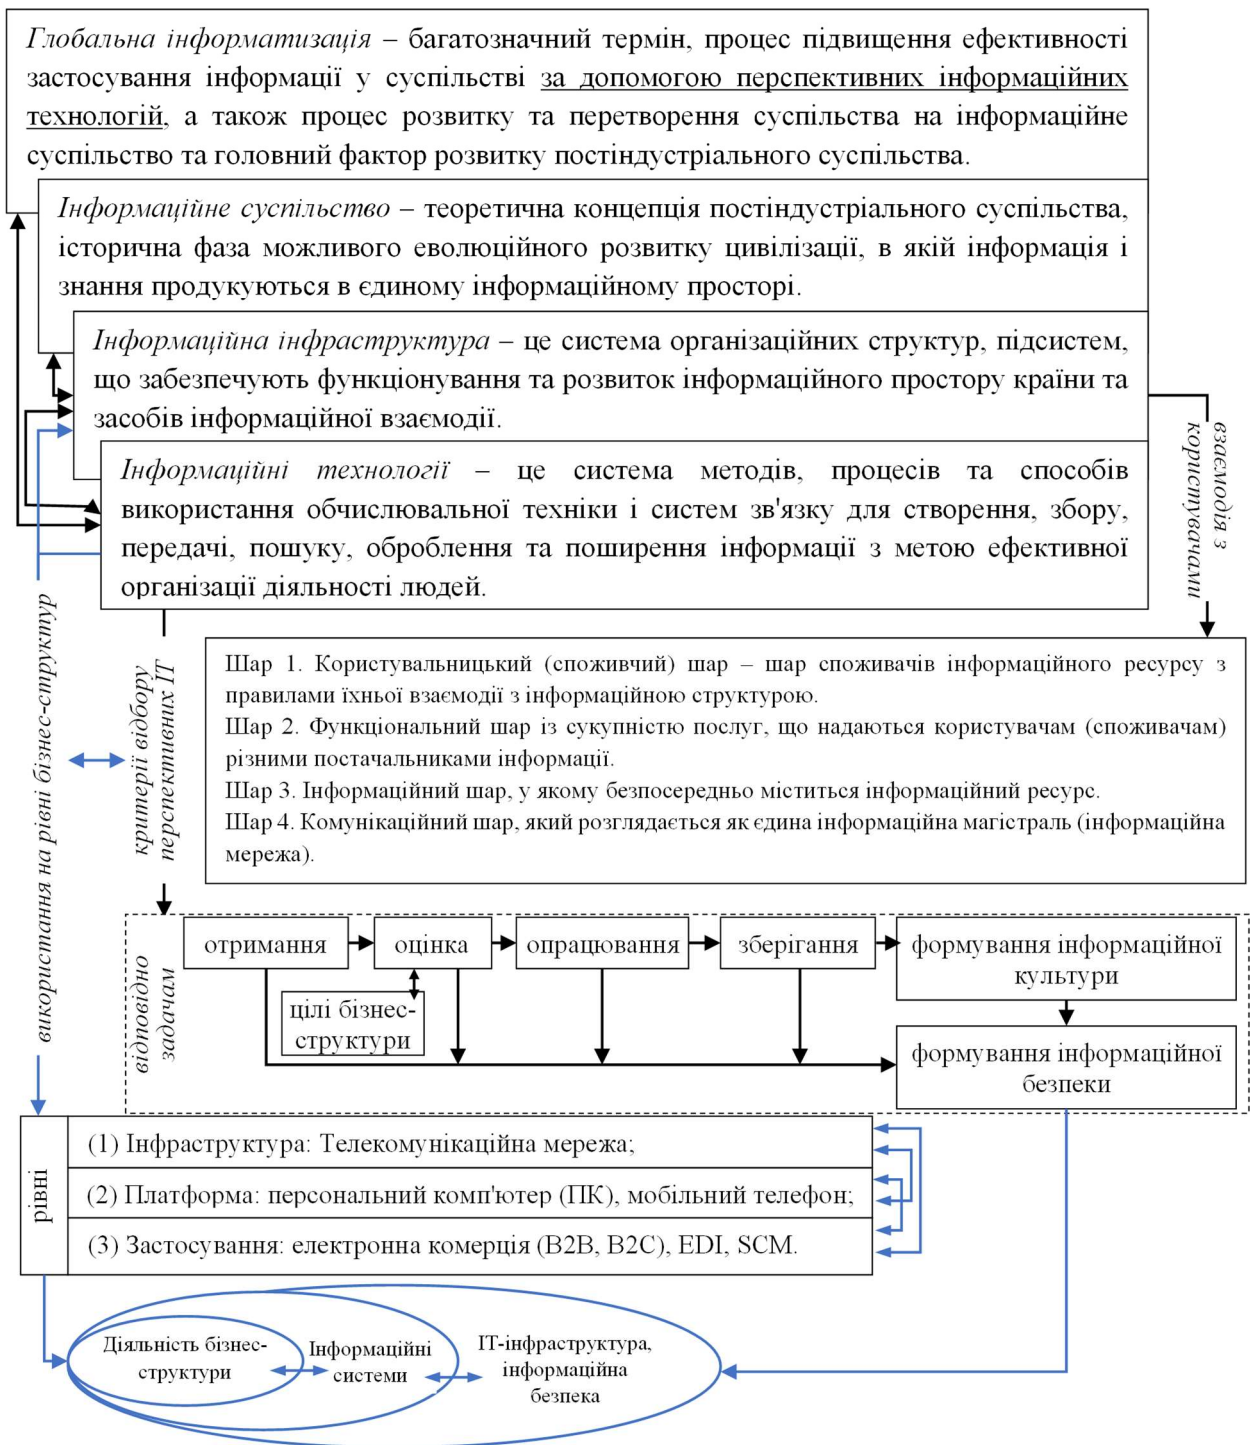 Глобальна інформатизація – багатозначний термін, процес підвищення ефективності
застосування інформації у суспільстві за допомогою перспективних інформаційних
технологій, а також процес розвитку та перетворення суспільства на інформаційне
суспільство та головний фактор розвитку постіндустріального суспільства.
Інформаційне суспільство – теоретична концепція постіндустріального суспільства,
історична фаза можливого еволюційного розвитку цивілізації, в якій інформація і
знання продукуються в єдиному інформаційному просторі.
Інформаційна інфраструктура – це система організаційних структур, підсистем,
що забезпечують функціонування та розвиток інформаційного простору країни та
засобів інформаційної взаємодії.
Інформаційні технології – це система методів, процесів та способів
використання обчислювальної техніки і систем зв'язку для створення, збору,
передачі, пошуку, оброблення та поширення інформації з метою ефективної
організації діяльності людей.
взаємодія з
користувачами
використання на рівні бізнес-структур
критерії відбору
перспективних ІТ
Шар 1. Користувальницький (споживчий) шар – шар споживачів інформаційного ресурсу з
правилами їхньої взаємодії з інформаційною структурою.
Шар 2. Функціональний шар із сукупністю послуг, що надаються користувачам (споживачам)
різними постачальниками інформації.
Шар 3. Інформаційний шар, у якому безпосередньо міститься інформаційний ресурс.
Шар 4. Комунікаційний шар, який розглядається як єдина інформаційна магістраль (інформаційна
мережа).
відповідно
задачам
отримання
оцінка
опрацювання
зберігання
формування інформаційної
культури
цілі бізнес-
структури
формування інформаційної
безпеки
рівні
(1) Інфраструктура: Телекомунікаційна мережа;
(2) Платформа: персональний комп'ютер (ПК), мобільний телефон;
(3) Застосування: електронна комерція (B2B, B2C), EDI, SCM.
Діяльність бізнес-
структури
Інформаційні
системи
ІТ-інфраструктура,
інформаційна
безпека